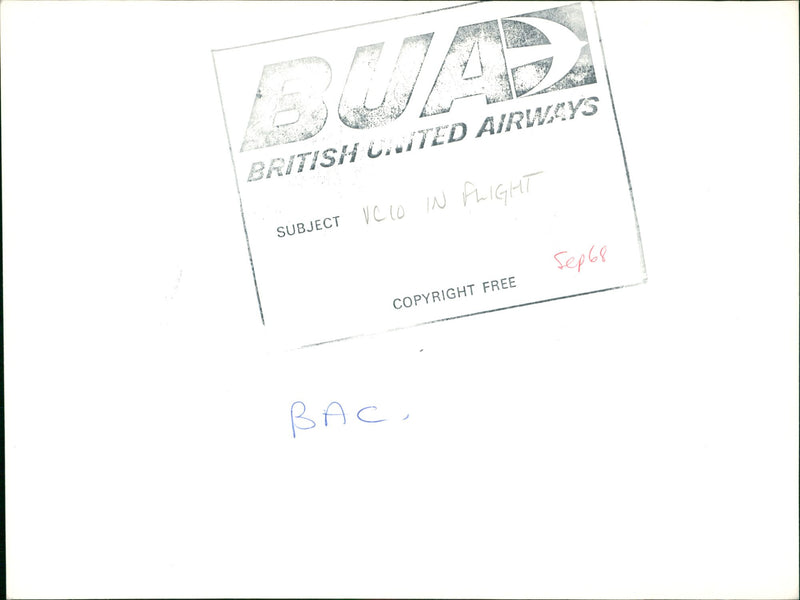 BUA
BRITISH UNITED AIRWAYS
SUBJECT VC10 IN FLIGHT
Sep68
COPYRIGHT FREE
BAC.